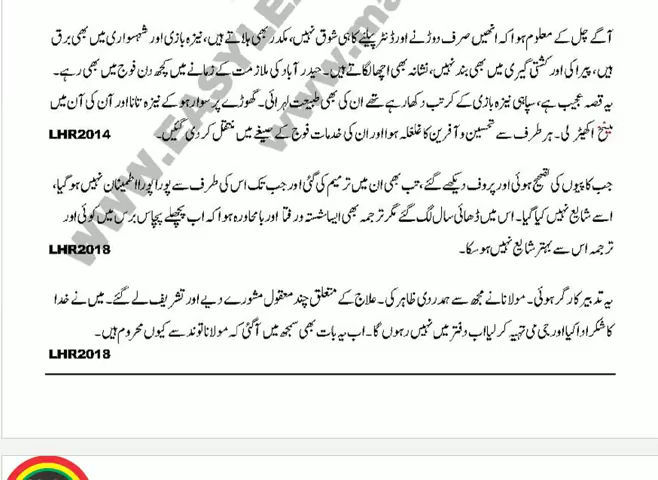 آگے چل کے معلوم ہوا کہ انھیں صرف دوڑنے اور ڈنٹر پیلنے کا ہی شوق نہیں، مگدر بھی ہلاتے ہیں، نیزہ بازی اور شہسواری میں بھی برق
ہیں، پیراکی اور کشتی گیری میں بھی بند نہیں، نشانہ بھی اچھا لگاتے ہیں۔ حیدر آباد کی ملازمت کے زمانے میں کچھ دن فوج میں بھی رہے۔
یہ قصہ عجیب ہے، سپاہی نیزہ بازی کے کرتب دکھا رہے تھے ان کی بھی طبیعت لہرائی۔ گھوڑے پر سوار ہو کے نیزہ تانا اور آن کی آن میں
میخ اکھیڑ لی۔ ہر طرف سے تحسین و آفرین کا غلغلہ ہوا اور ان کی خدمات فوج کے صیغے میں منتقل کر دی گئیں۔ LHR2014
جب کاپیوں کی تصحیح ہوئی اور پروف دیکھے گئے، تب بھی ان میں ترمیم کی گئی اور جب تک اس کی طرف سے پورا پورا اطمینان نہیں ہو گیا،
اسے شایع نہیں کیا گیا۔ اس میں ڈھائی سال لگ گئے مگر ترجمہ بھی ایسا شستہ و رفتا اور با محاورہ ہوا کہ اب پچھلے پچاس برس میں کوئی اور
ترجمہ اس سے بہتر شایع نہیں ہو سکا۔ LHR2018
یہ تدبیر کارگر ہوئی۔ مولانا نے مجھ سے ہمدردی ظاہر کی۔ علاج کے متعلق چند معقول مشورے دیے اور تشریف لے گئے۔ میں نے خدا
کا شکر ادا کیا اور جی میں تہیہ کر لیا اب دفتر میں نہیں رہوں گا۔ اب یہ بات بھی سمجھ میں آ گئی کہ مولانا توند سے کیوں محروم ہیں۔
LHR2018